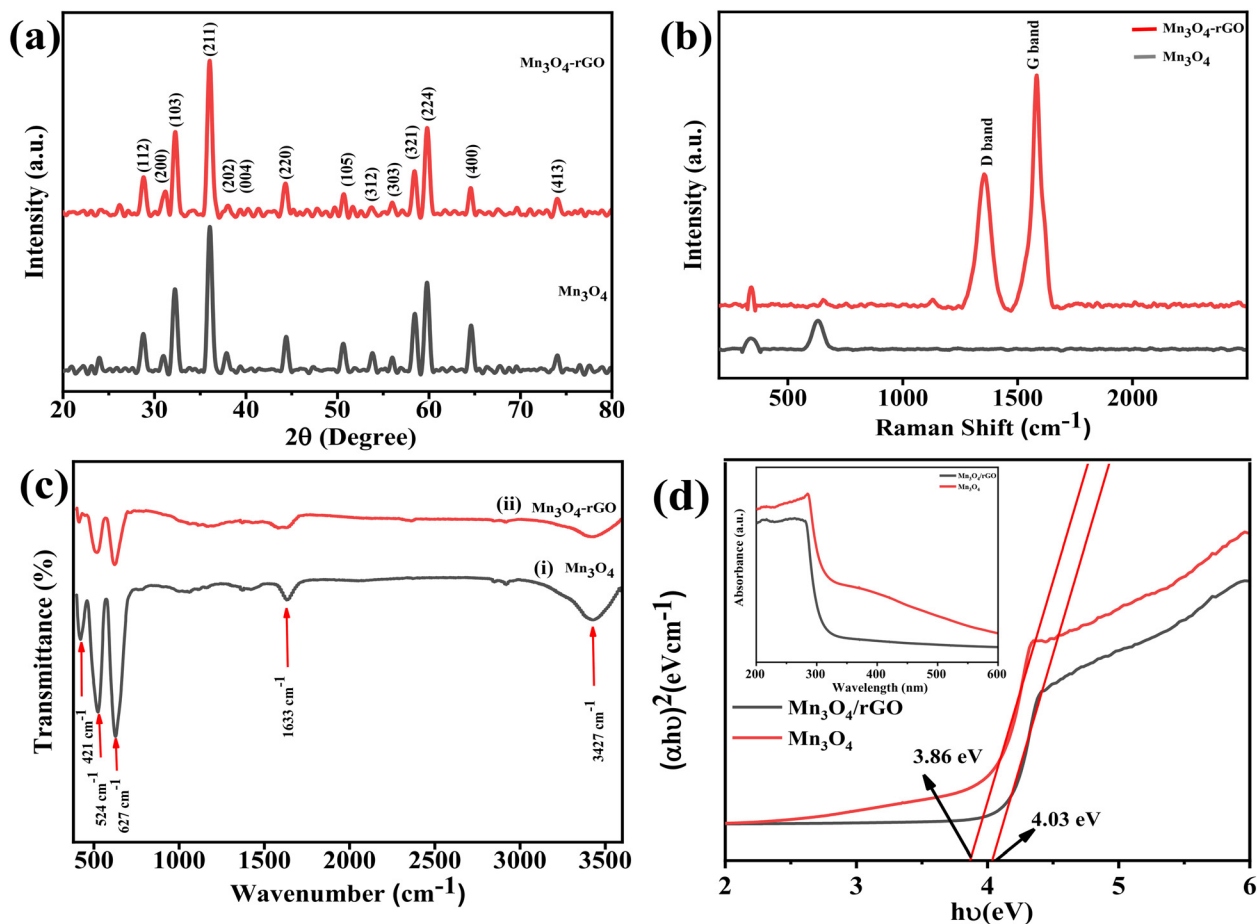 (a)
Mn3O4-rGO
(112)
(200)
(103)
(211)
(202)
(004)
(220)
(105)
(312)
(303)
(321)
(224)
(400)
(413)
Mn3O4
Intensity (a.u.)
20 30 40 50 60 70 80
2θ (Degree)
(b)
Mn3O4-rGO
Mn3O4
D band
G band
Intensity (a.u.)
500 1000 1500 2000
Raman Shift (cm-1)
(c)
(ii) Mn3O4-rGO
(i) Mn3O4
421 cm-1
524 cm-1
627 cm-1
1633 cm-1
3427 cm-1
Transmittance (%)
500 1000 1500 2000 2500 3000 3500
Wavenumber (cm-1)
(d)
Mn3O4/rGO
Mn3O4
Absorbance (a.u.)
200 300 400 500 600
Wavelength (nm)
Mn3O4/rGO
Mn3O4
3.86 eV
4.03 eV
(αhυ)2(eVcm-1)
2 3 4 5 6
hυ(eV)